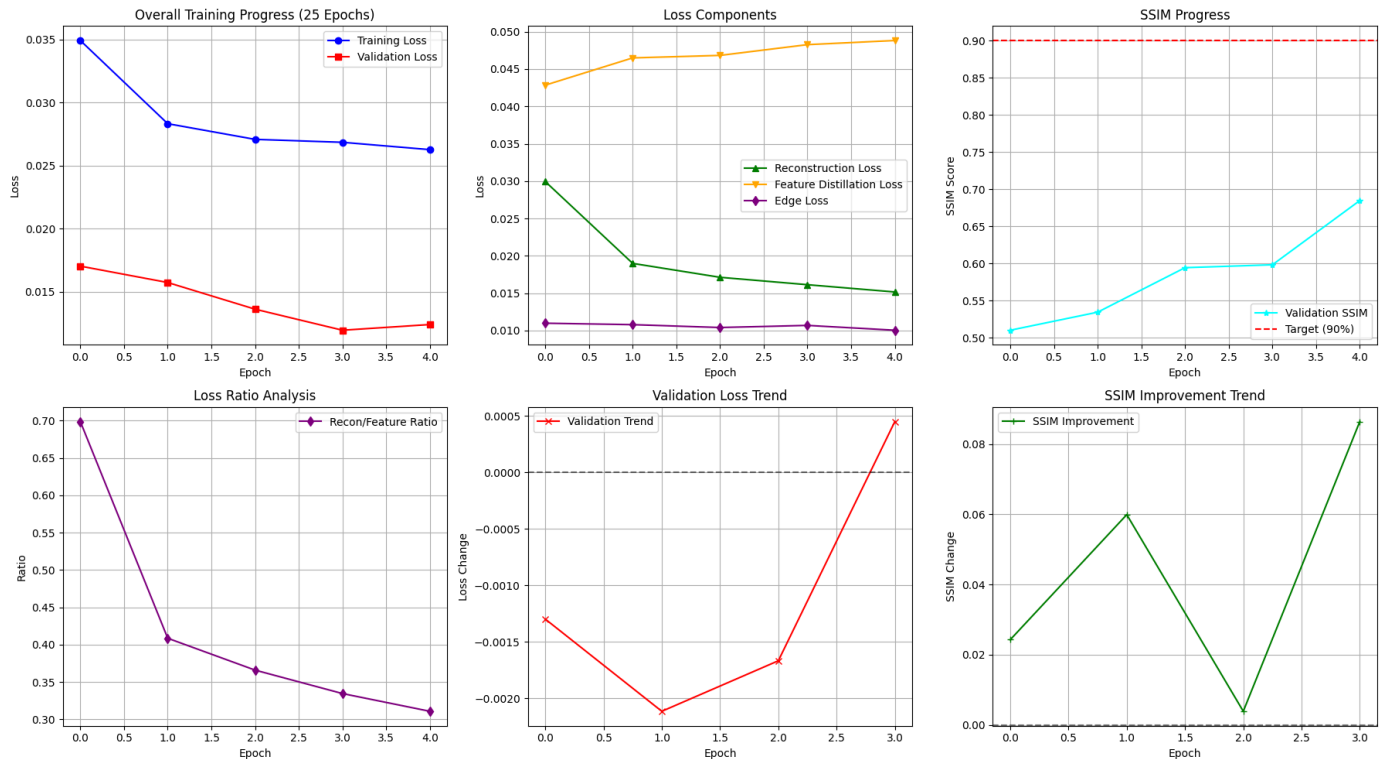 Overall Training Progress (25 Epochs)
0.035
0.030
0.025
0.020
0.015
Loss
Training Loss
Validation Loss
0.0 0.5 1.0 1.5 2.0 2.5 3.0 3.5 4.0
Epoch
Loss Components
0.050
0.045
0.040
0.035
0.030
0.025
0.020
0.015
0.010
Loss
Reconstruction Loss
Feature Distillation Loss
Edge Loss
0.0 0.5 1.0 1.5 2.0 2.5 3.0 3.5 4.0
Epoch
SSIM Progress
0.90
0.85
0.80
0.75
0.70
0.65
0.60
0.55
0.50
SSIM Score
Validation SSIM
Target (90%)
0.0 0.5 1.0 1.5 2.0 2.5 3.0 3.5 4.0
Epoch
Loss Ratio Analysis
0.70
0.65
0.60
0.55
0.50
0.45
0.40
0.35
0.30
Ratio
Recon/Feature Ratio
0.0 0.5 1.0 1.5 2.0 2.5 3.0 3.5 4.0
Epoch
Validation Loss Trend
0.0005
0.0000
−0.0005
−0.0010
−0.0015
−0.0020
Loss Change
Validation Trend
0.0 0.5 1.0 1.5 2.0 2.5 3.0
Epoch
SSIM Improvement Trend
0.08
0.06
0.04
0.02
0.00
SSIM Change
SSIM Improvement
0.0 0.5 1.0 1.5 2.0 2.5 3.0
Epoch